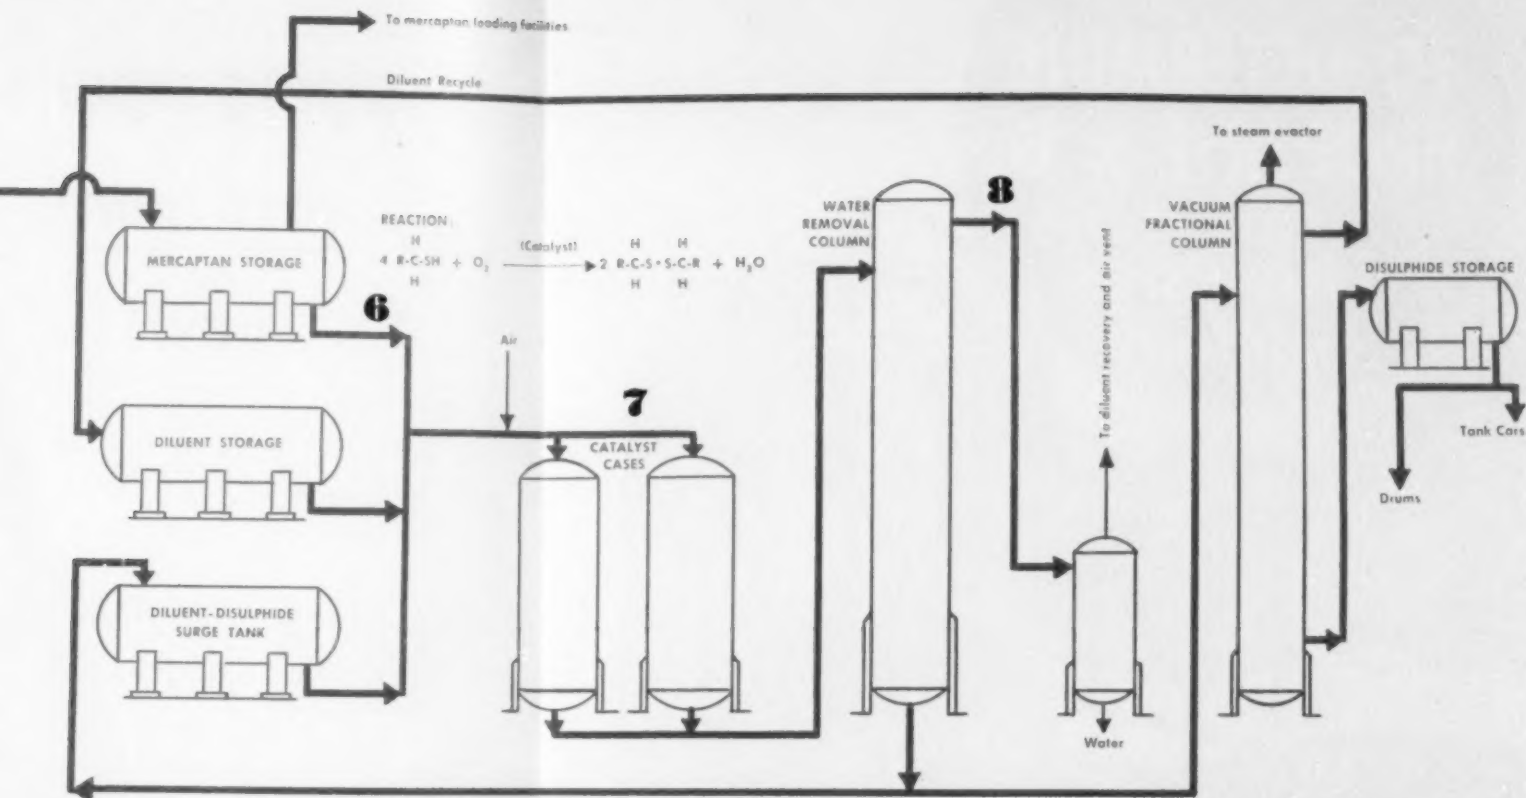 To mercaptan loading facilities
Diluent Recycle
To steam evactor
8
WATER
REMOVAL
COLUMN
VACUUM
FRACTIONAL
COLUMN
REACTION:
H H H
4 R-C-SH + O2 (Catalyst) 2 R-C-S•S-C-R + H2O
H H H
MERCAPTAN STORAGE
DISULPHIDE STORAGE
6
Air
To diluent recovery and air vent
7
CATALYST
CASES
DILUENT STORAGE
Tank Cars
Drums
DILUENT-DISULPHIDE
SURGE TANK
Water